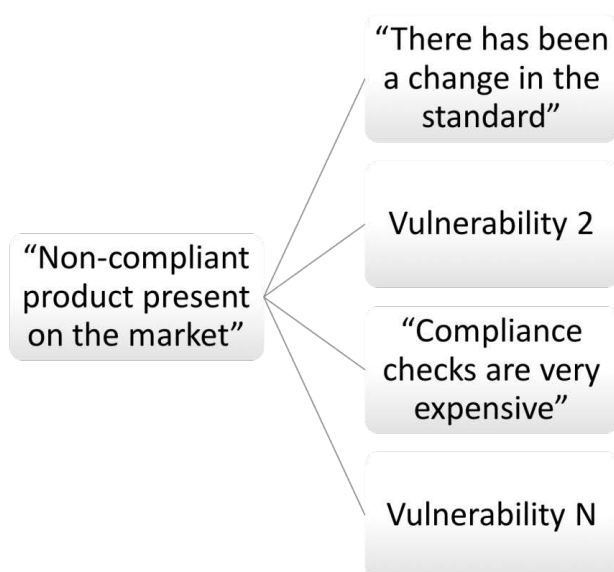 “There has been
a change in the
standard”
Vulnerability 2
“Non-compliant
product present
on the market”
“Compliance
checks are very
expensive”
Vulnerability N